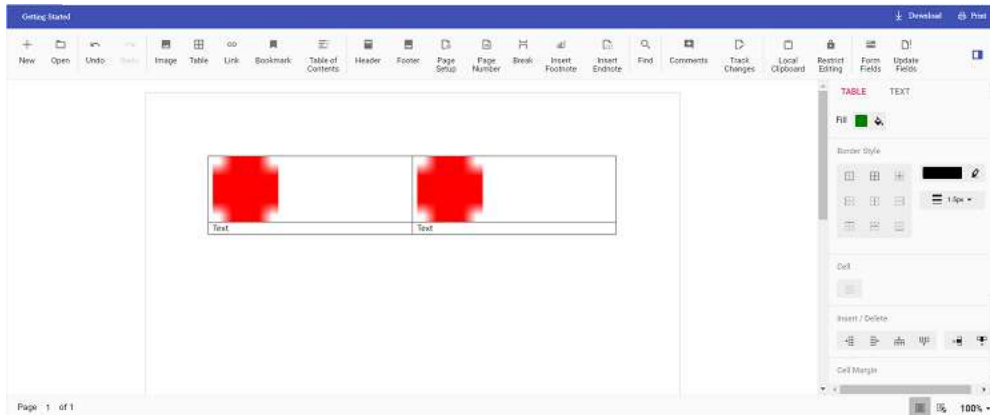 Getting Started
Download
Print
New
Open
Undo
Redo
Image
Table
Link
Bookmark
Table of
Contents
Header
Footer
Page
Setup
Page
Number
Break
Insert
Footnote
Insert
Endnote
Find
Comments
Track
Changes
Local
Clipboard
Restrict
Editing
Form
Fields
Update
Fields
TABLE TEXT
Fill
Border Style
1.5px
Cell
Insert / Delete
Cell Margin
Text Text
Page 1 of 1
100%